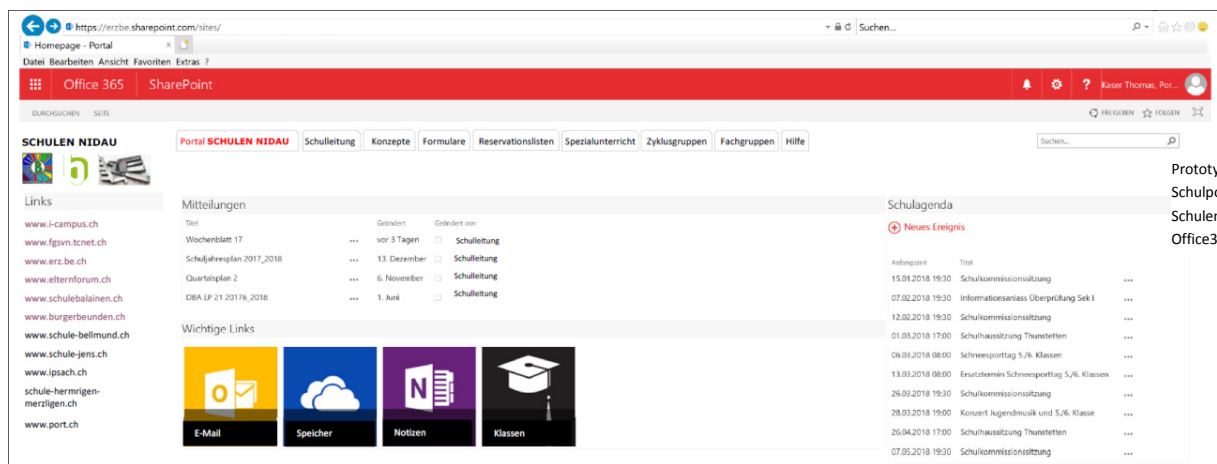 https://erzbe.sharepoint.com/sites/
Suchen...
Homepage - Portal
Datei Bearbeiten Ansicht Favoriten Extras ?
Office 365 SharePoint
? Kaser Thomas, Por...
DURCHSUCHEN SEITE
FREIGEBEN FOLGEN
SCHULEN NIDAU
Portal SCHULEN NIDAU Schulleitung Konzepte Formulare Reservationslisten Spezialunterricht Zyklusgruppen Fachgruppen Hilfe
Suchen...
Links
www.i-campus.ch
www.fgsvn.tcnet.ch
www.erz.be.ch
www.elternforum.ch
www.schulebalainen.ch
www.burgerbeunden.ch
www.schule-bellmund.ch
www.schule-jens.ch
www.ipsach.ch
schule-hermrigen-
merzligen.ch
www.port.ch
Mitteilungen
Titel Geändert Geändert von
Wochenblatt 17 ... vor 3 Tagen Schulleitung
Schuljahresplan 2017_2018 ... 13. Dezember Schulleitung
Quartalsplan 2 ... 6. November Schulleitung
DBA LP 21 20176_2018 ... 1. Juni Schulleitung
Wichtige Links
E-Mail
Speicher
Notizen
Klassen
Schulagenda
Neues Ereignis
Anfangszeit Titel
15.01.2018 19:30 Schulkommissionssitzung ...
07.02.2018 19:30 Informationsanlass Überprüfung Sek I ...
12.02.2018 19:30 Schulkommissionssitzung ...
01.03.2018 17:00 Schulhaussitzung Thunstetten ...
06.03.2018 08:00 Schneesporttag 5./6. Klassen ...
13.03.2018 08:00 Ersatztermin Schneesporttag 5./6. Klassen ...
26.03.2018 19:30 Schulkommissionssitzung ...
28.03.2018 19:00 Konzert Jugendmusik und 5./6. Klasse ...
26.04.2018 17:00 Schulhaussitzung Thunstetten ...
07.05.2018 19:30 Schulkommissionssitzung ...
Prototy
Schulpo
Schulen
Office3